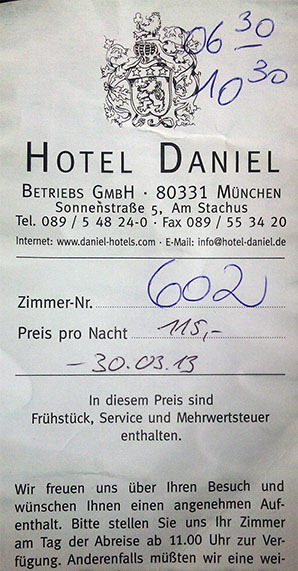 06 30
10 30
HOTEL DANIEL
BETRIEBS GMBH · 80331 MÜNCHEN
Sonnenstraße 5, Am Stachus
Tel. 089 / 5 48 24-0 · Fax 089 / 55 34 20
Internet: www.daniel-hotels.com · E-Mail: info@hotel-daniel.de
Zimmer-Nr. 602
Preis pro Nacht 115,-
- 30.03.13
In diesem Preis sind
Frühstück, Service und Mehrwertsteuer
enthalten.
Wir freuen uns über Ihren Besuch und
wünschen Ihnen einen angenehmen Auf-
enthalt. Bitte stellen Sie uns Ihr Zimmer
am Tag der Abreise ab 11.00 Uhr zur Ver-
fügung. Anderenfalls müßten wir eine wei-